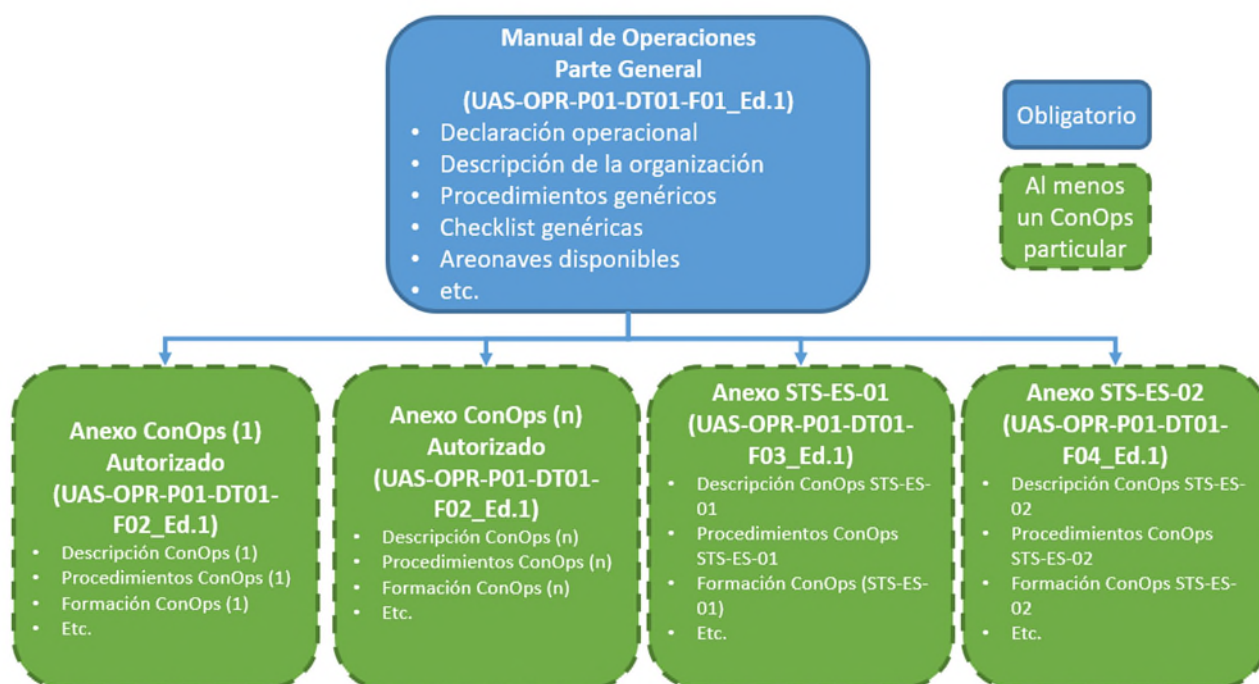 Manual de Operaciones
Parte General
(UAS-OPR-P01-DT01-F01_Ed.1)
• Declaración operacional
• Descripción de la organización
• Procedimientos genéricos
• Checklist genéricas
• Areonaves disponibles
• etc.
Obligatorio
Al menos
un ConOps
particular
Anexo ConOps (1)
Autorizado
(UAS-OPR-P01-DT01-
F02_Ed.1)
• Descripción ConOps (1)
• Procedimientos ConOps (1)
• Formación ConOps (1)
• Etc.
Anexo ConOps (n)
Autorizado
(UAS-OPR-P01-DT01-
F02_Ed.1)
• Descripción ConOps (n)
• Procedimientos ConOps (n)
• Formación ConOps (n)
• Etc.
Anexo STS-ES-01
(UAS-OPR-P01-DT01-
F03_Ed.1)
• Descripción ConOps STS-ES-
01
• Procedimientos ConOps
STS-ES-01
• Formación ConOps (STS-ES-
01)
• Etc.
Anexo STS-ES-02
(UAS-OPR-P01-DT01-
F04_Ed.1)
• Descripción ConOps STS-ES-
02
• Procedimientos ConOps
STS-ES-02
• Formación ConOps STS-ES-
02
• Etc.